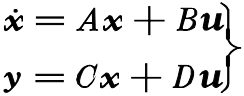 ẋ = Ax + Bu
y = Cx + Du